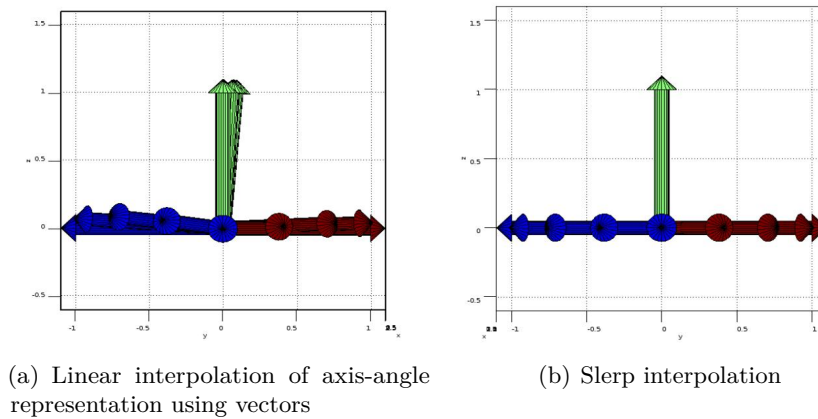 1.5
1
0.5
0
-0.5
z
-1
-0.5
0
0.5
1
y
x
(a) Linear interpolation of axis-angle
representation using vectors
1.5
1
0.5
0
-0.5
z
x
-1
-0.5
0
0.5
1
y
(b) Slerp interpolation